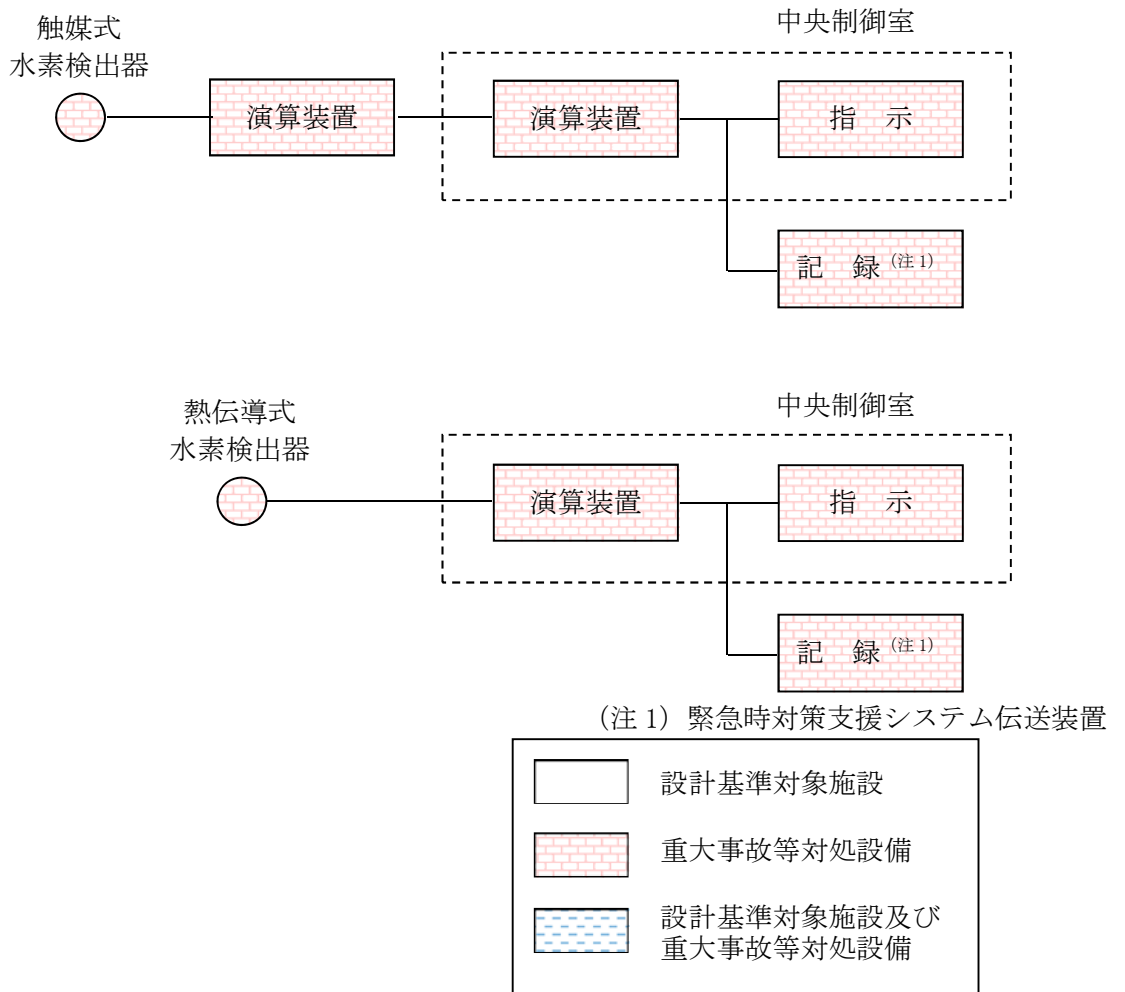 中央制御室
触媒式
水素検出器
演算装置
演算装置
指　示
記　録(注1)
中央制御室
熱伝導式
水素検出器
演算装置
指　示
記　録(注1)
(注1) 緊急時対策支援システム伝送装置
設計基準対象施設
重大事故等対処設備
設計基準対象施設及び
重大事故等対処設備